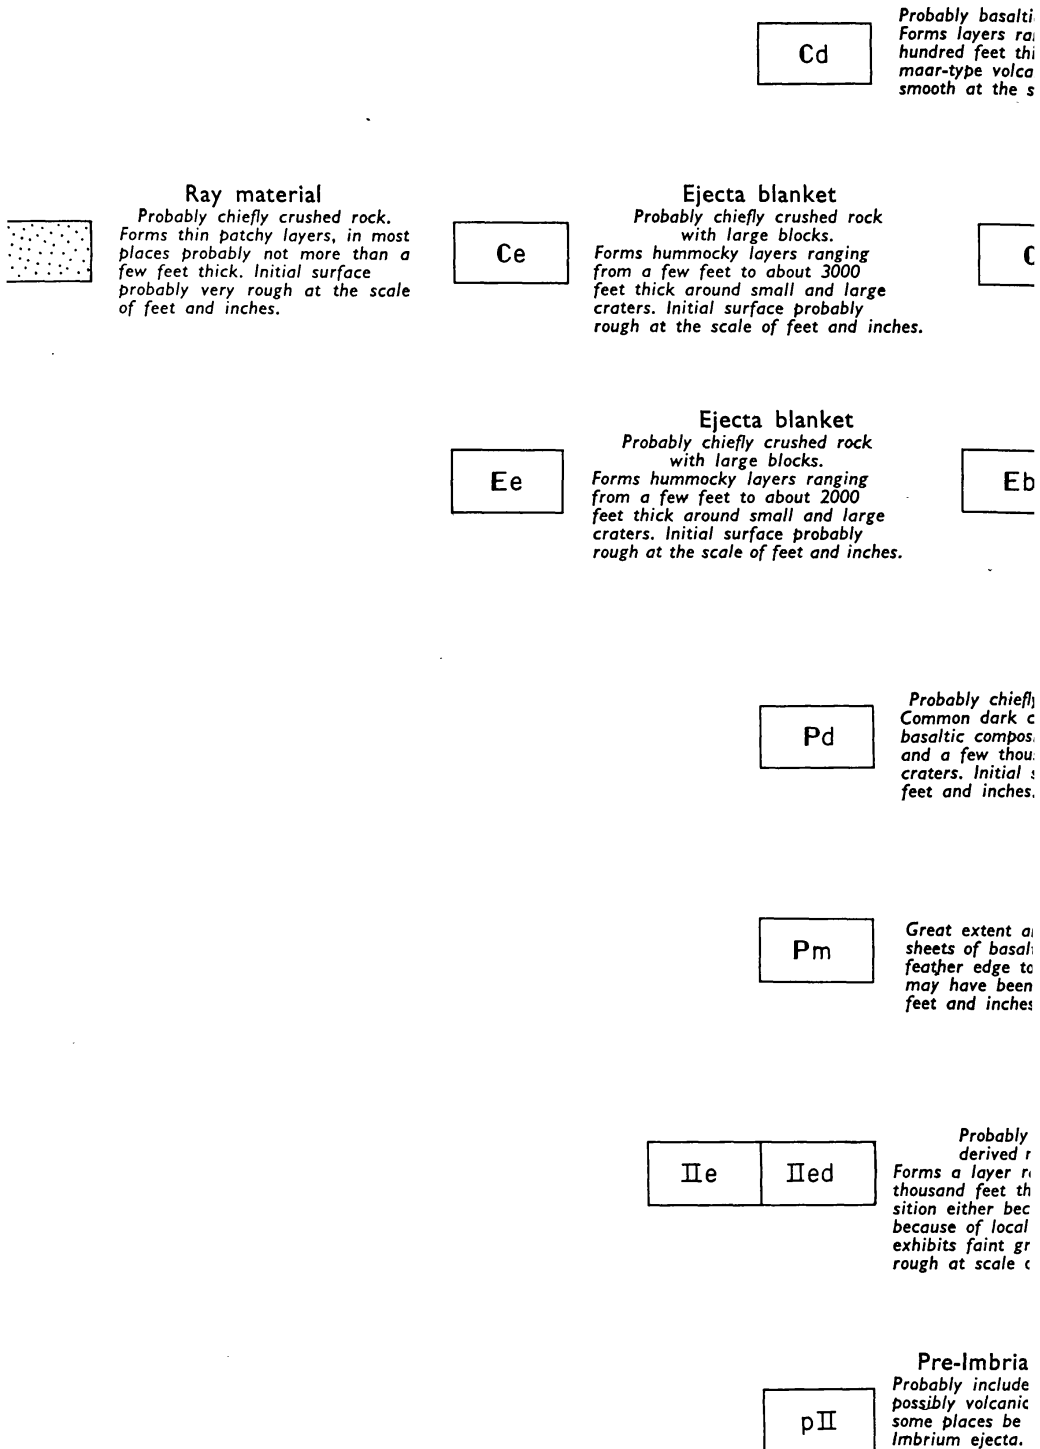 Cd
Probably
Forms layers
hundred feet
maar-type
smooth at the
Ray material
Probably chiefly crushed rock.
Forms thin patchy layers, in most
places probably not more than a
few feet thick. Initial surface
probably very rough at the scale
of feet and inches.
Ce
Ejecta blanket
Probably chiefly crushed rock
with large blocks.
Forms hummocky layers ranging
from a few feet to about 3000
feet thick around small and large
craters. Initial surface probably
rough at the scale of feet and inches.
Ee
Ejecta blanket
Probably chiefly crushed rock
with large blocks.
Forms hummocky layers ranging
from a few feet to about 2000
feet thick around small and large
craters. Initial surface probably
rough at the scale of feet and inches.
Eb
Pd
Probably
Common dark
basaltic
and a few
craters. Initial
feet and inches.
Pm
Great extent
sheets of
feather edge
may have been
feet and
IIe
IIed
Probably
derived
Forms a layer
thousand feet
sition either
because of local
exhibits faint
rough at scale
pII
Probably include
possibly
some places be
Imbrium ejecta.